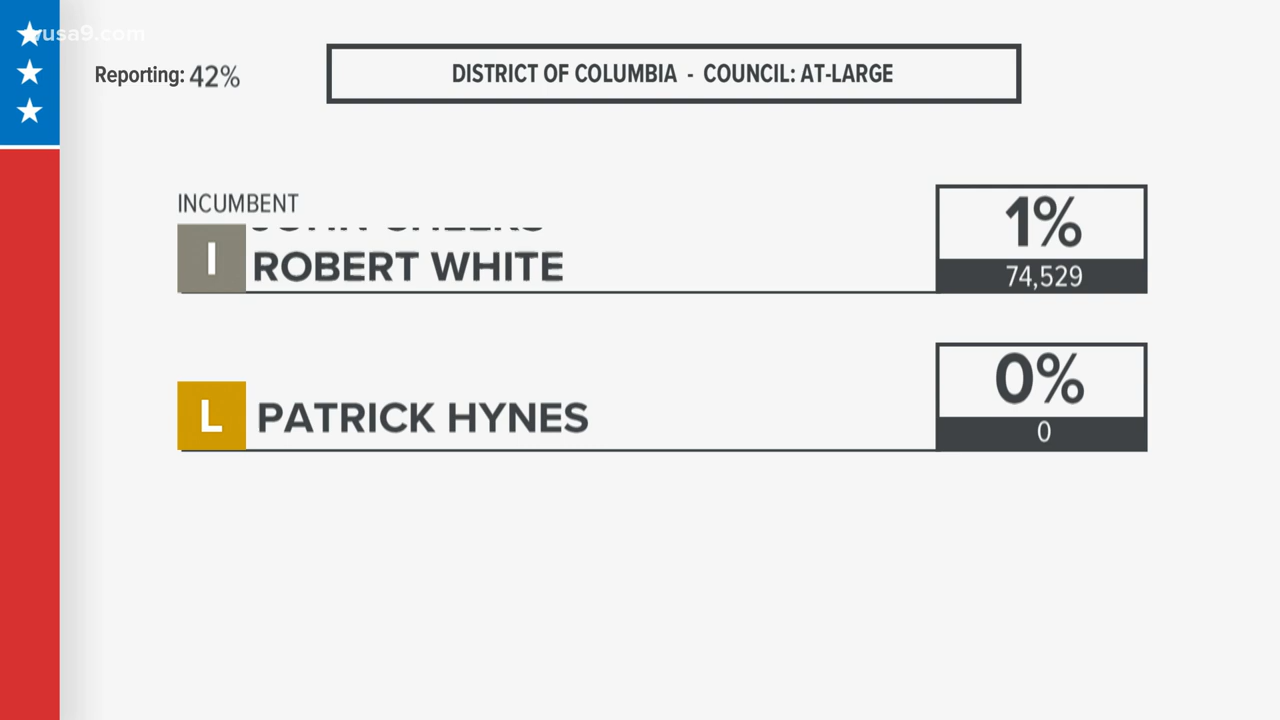 wusa9.com
Reporting: 42%
DISTRICT OF COLUMBIA - COUNCIL: AT-LARGE
INCUMBENT
I ROBERT WHITE
1%
74,529
L PATRICK HYNES
0%
0